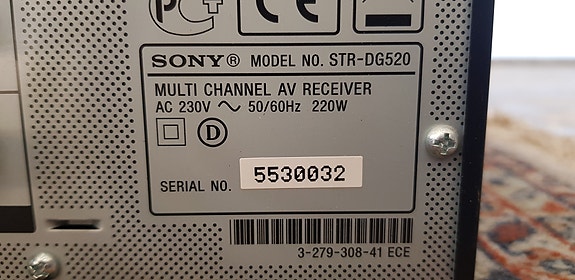 SONY® MODEL NO. STR-DG520
MULTI CHANNEL AV RECEIVER
AC 230V ~ 50/60Hz 220W
D
SERIAL NO. 5530032
3-279-308-41 ECE